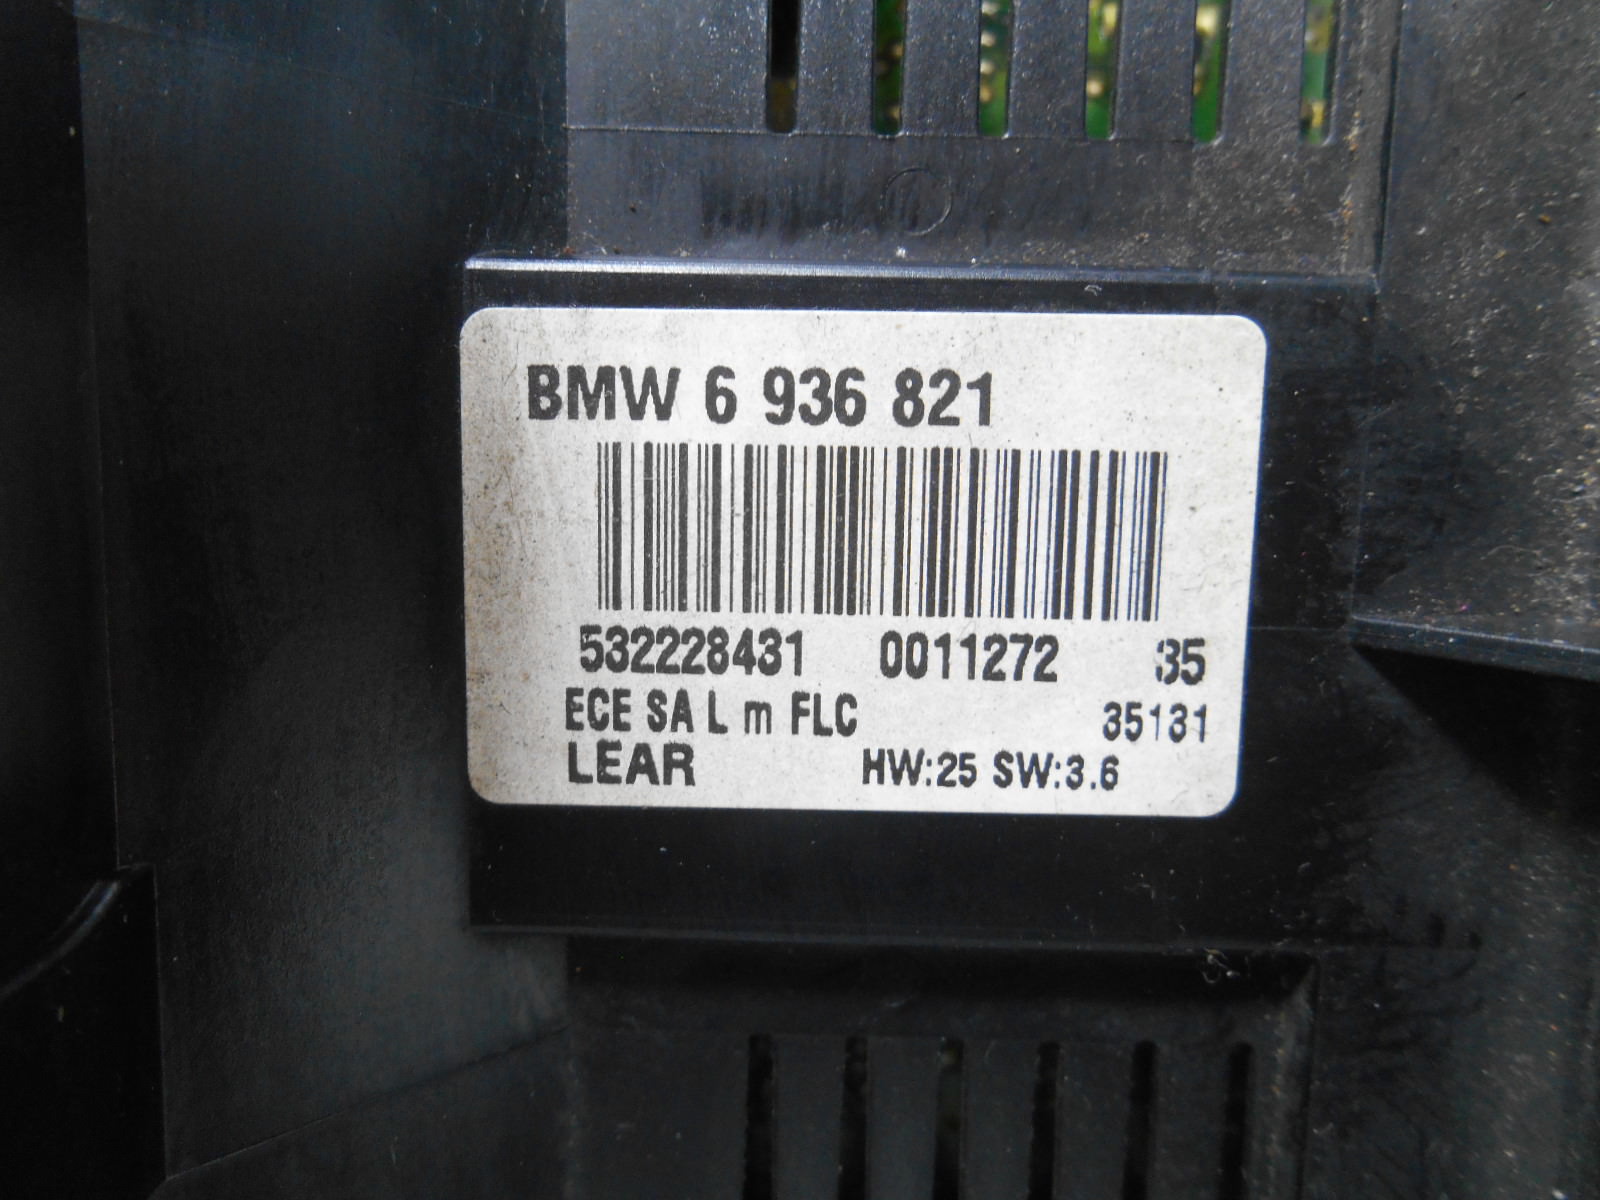 BMW 6 936 821
532228431 0011272 35
ECE SA L m FLC 35131
LEAR HW:25 SW:3.6